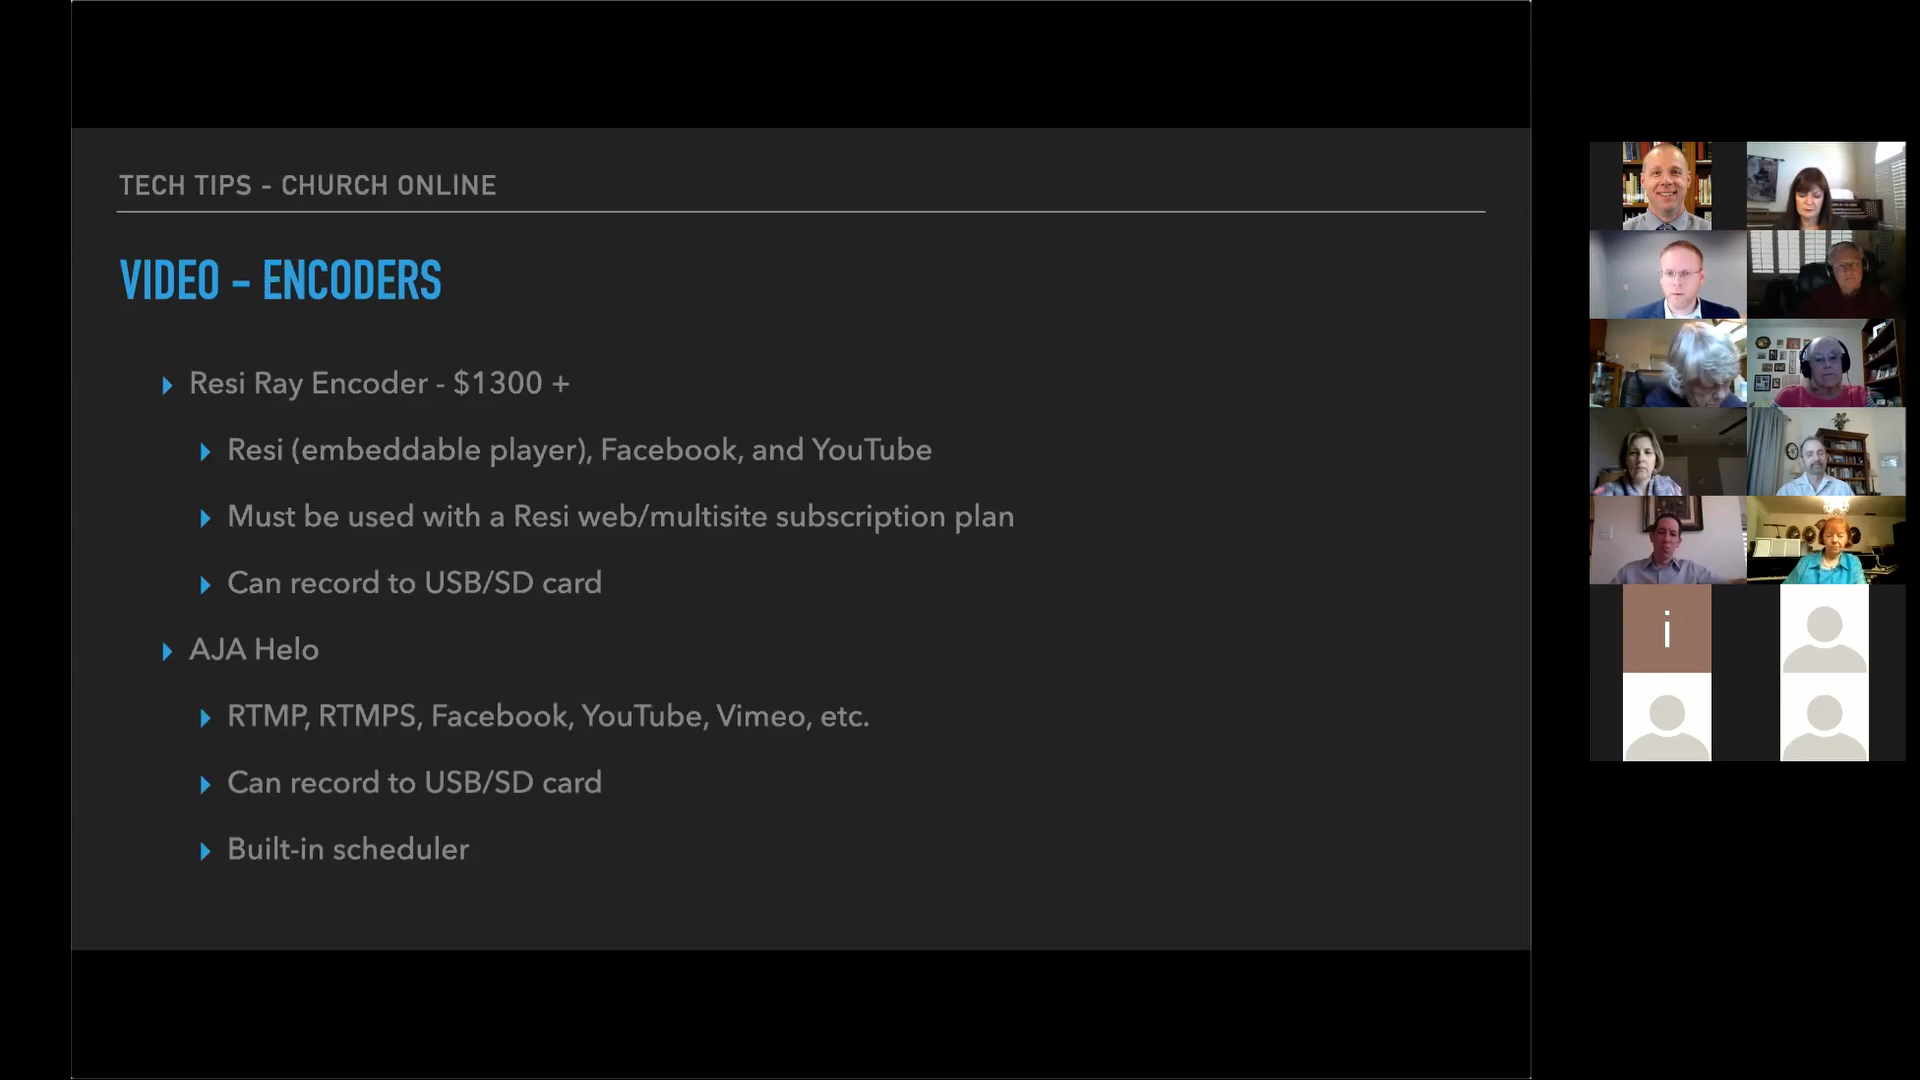 TECH TIPS - CHURCH ONLINE
VIDEO - ENCODERS
Resi Ray Encoder - $1300 +
Resi (embeddable player), Facebook, and YouTube
Must be used with a Resi web/multisite subscription plan
Can record to USB/SD card
AJA Helo
RTMP, RTMPS, Facebook, YouTube, Vimeo, etc.
Can record to USB/SD card
Built-in scheduler
i